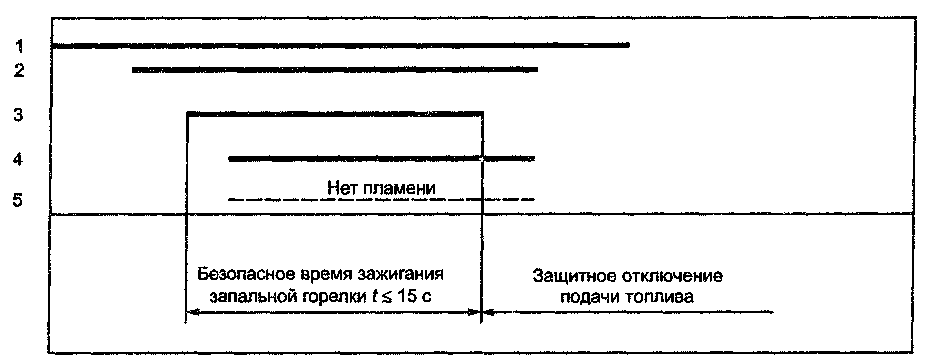 1
2
3
4
Нет пламени
5
Безопасное время зажигания
запальной горелки t ≤ 15 с
Защитное отключение
подачи топлива